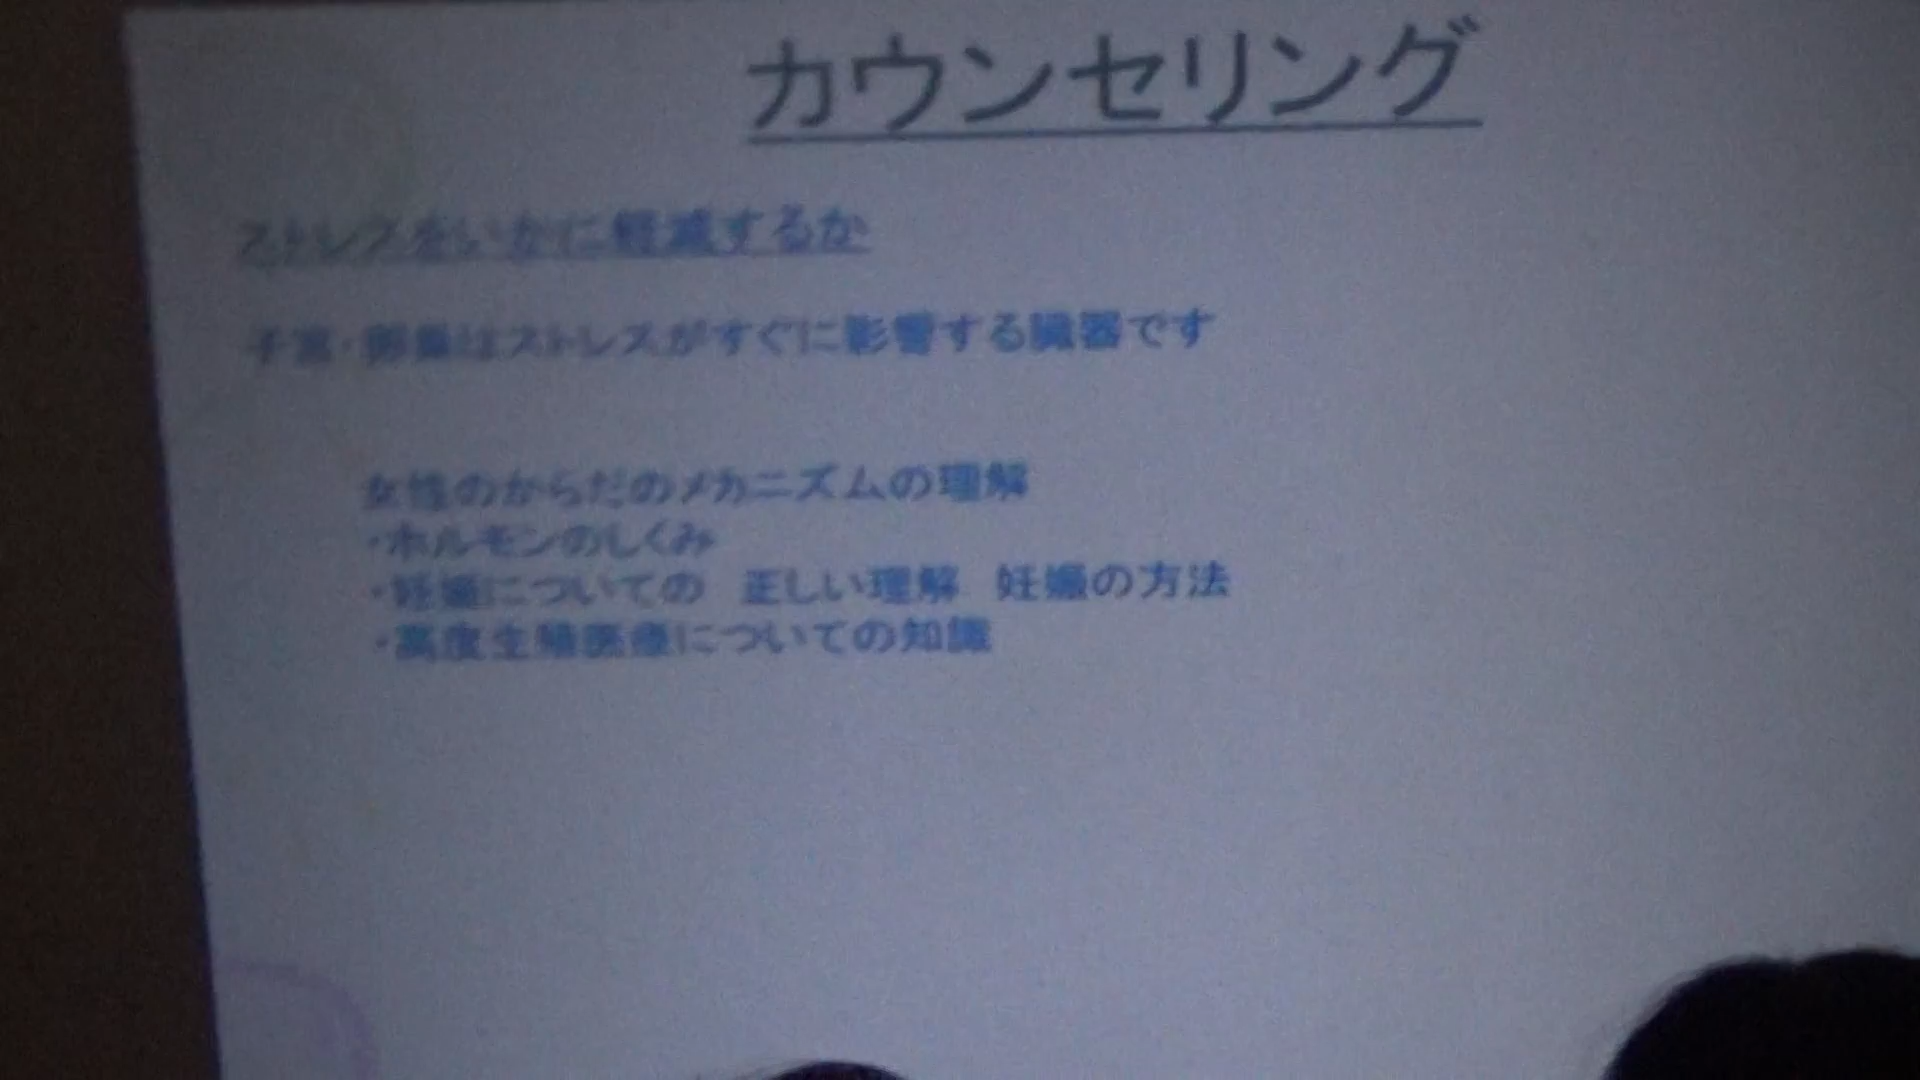 カウンセリング
ストレスをいかに軽減するか
子宮・卵巣はストレスがすぐに影響する臓器です
女性のからだのメカニズムの理解
・ホルモンのしくみ
・妊娠についての　正しい理解　妊娠の方法
・高度生殖医療についての知識